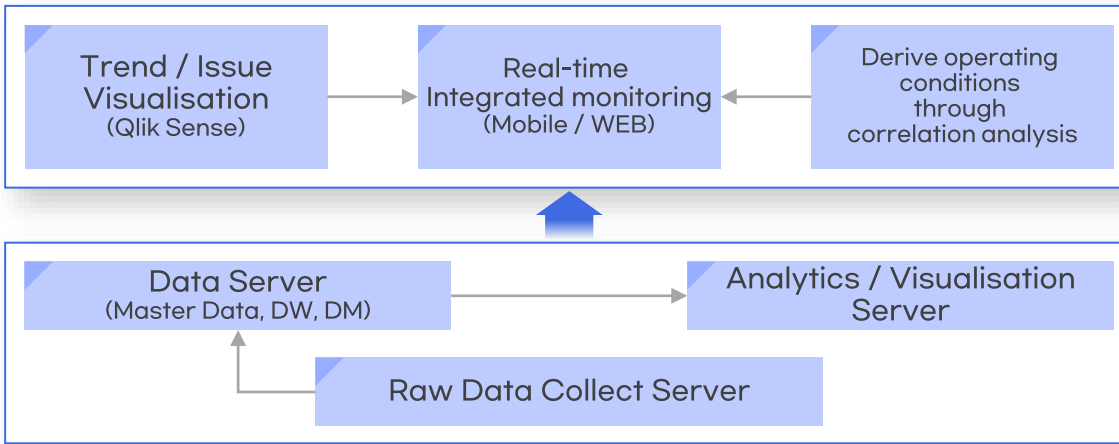 Trend / Issue
Visualisation
(Qlik Sense)
Real-time
Integrated monitoring
(Mobile / WEB)
Derive operating
conditions
through
correlation analysis
Data Server
(Master Data, DW, DM)
Analytics / Visualisation
Server
Raw Data Collect Server